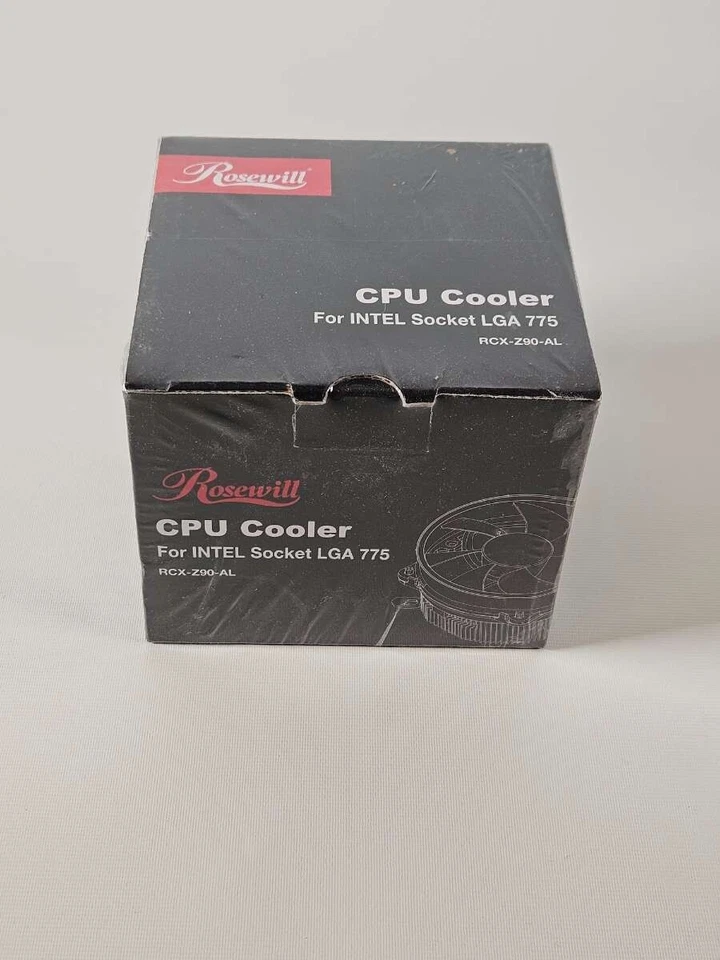 Rosewill
CPU Cooler
For INTEL Socket LGA 775
RCX-Z90-AL
Rosewill
CPU Cooler
For INTEL Socket LGA 775
RCX-Z90-AL